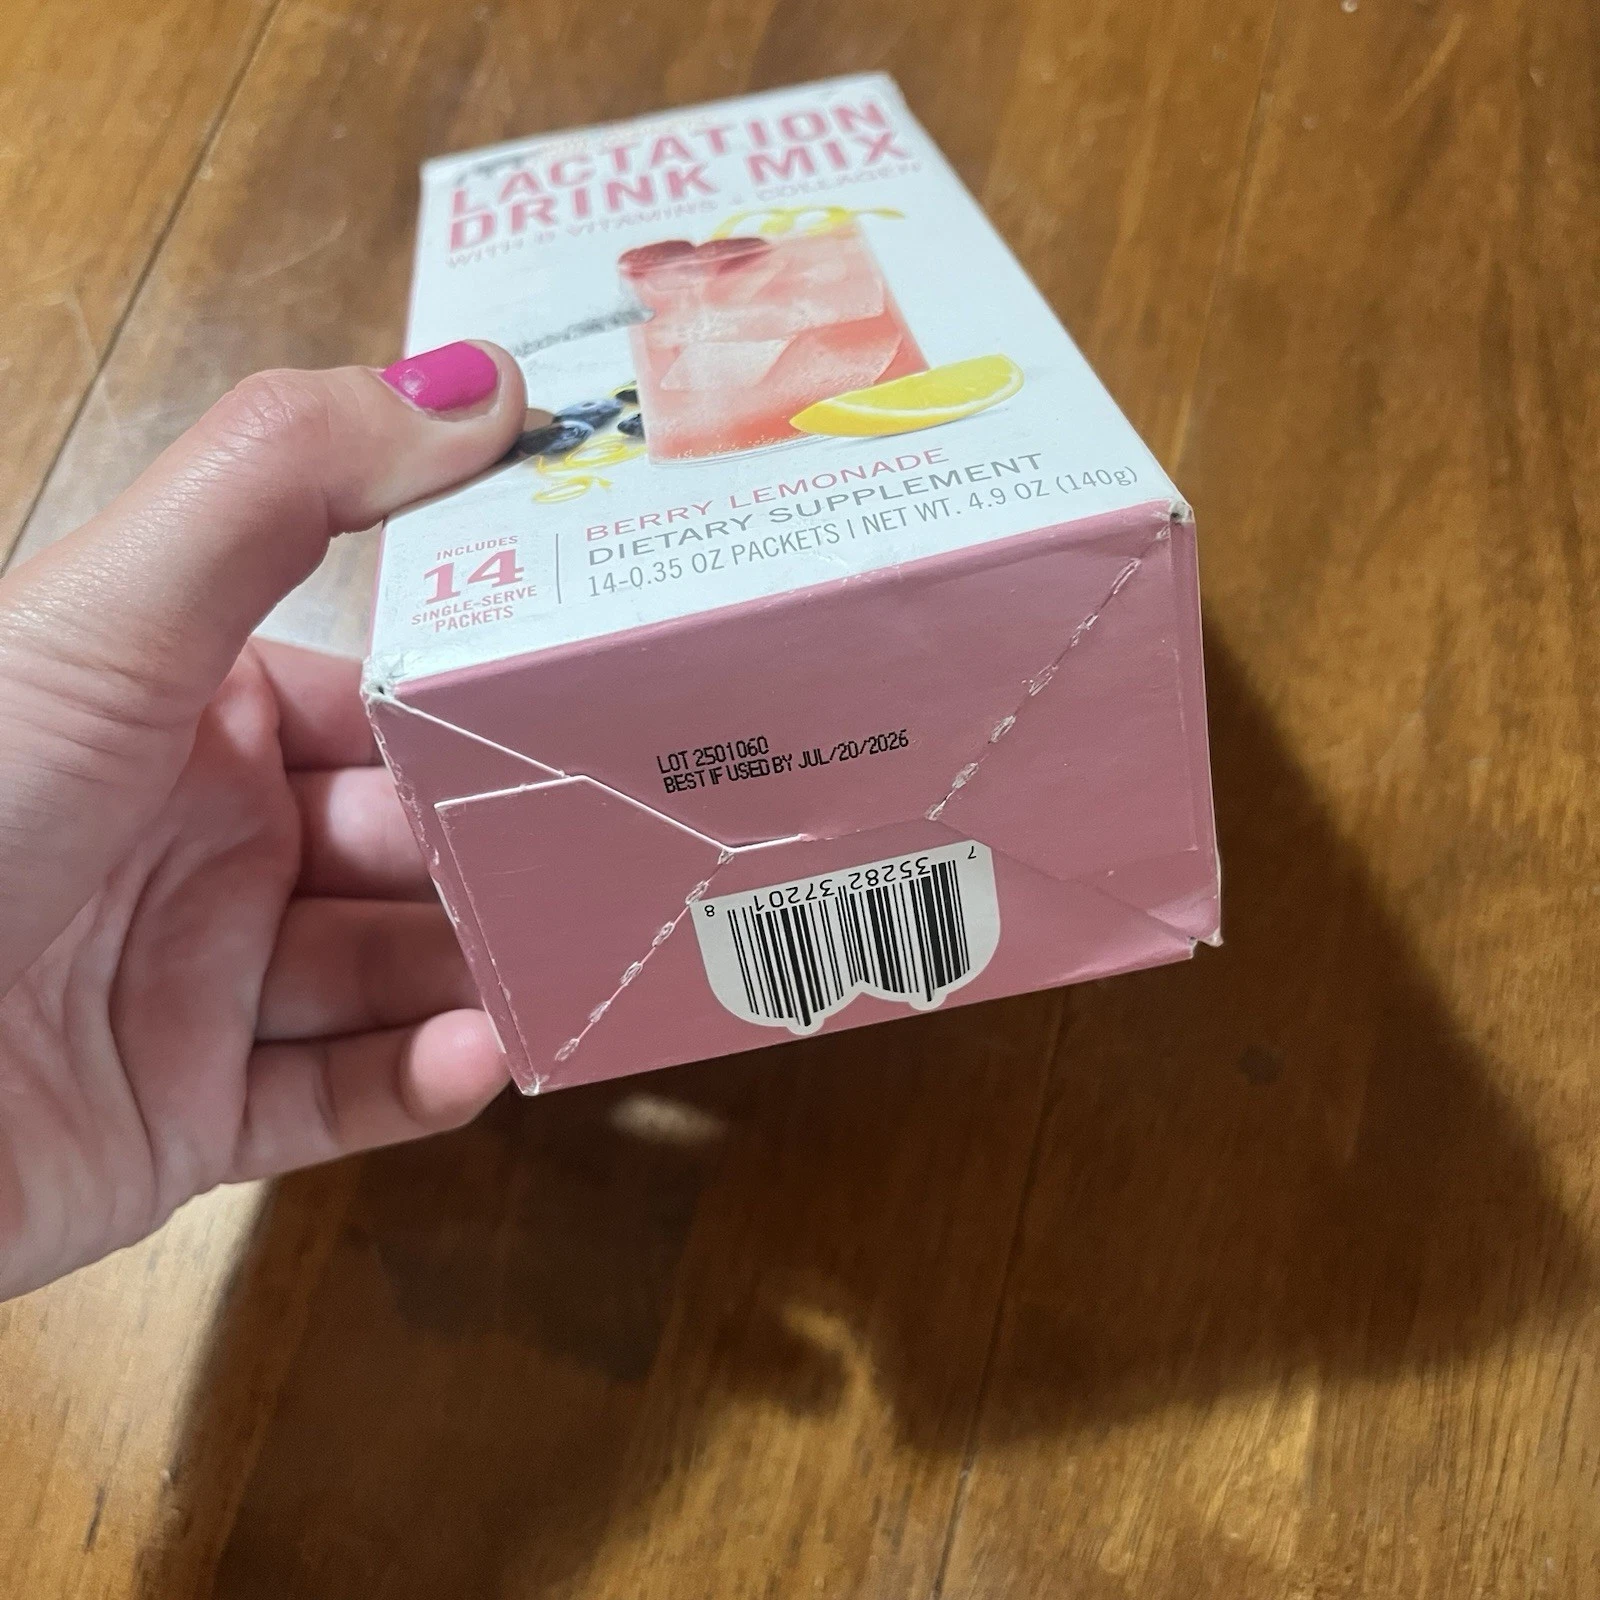 LACTATION
DRINK MIX
WITH B VITAMINS + COLLAGEN
BERRY LEMONADE
DIETARY SUPPLEMENT
14-0.35 OZ PACKETS | NET WT. 4.9 OZ (140g)
INCLUDES
14
SINGLE-SERVE
PACKETS
LOT 2501060
BEST IF USED BY JUL/20/2026
7 35282 37201 8